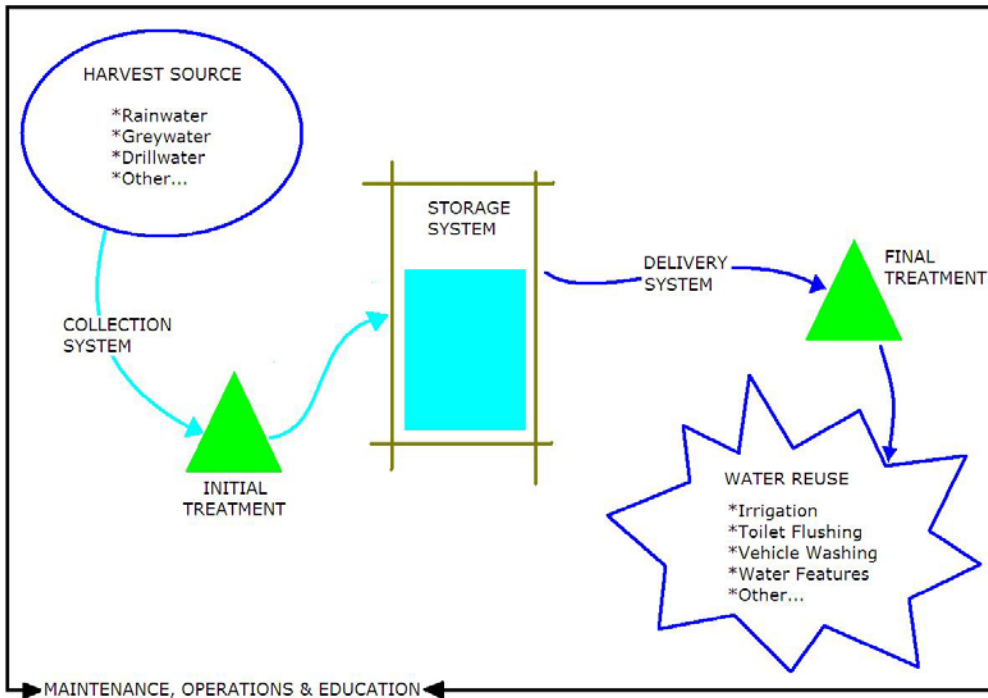 HARVEST SOURCE
*Rainwater
*Greywater
*Drillwater
*Other...
COLLECTION
SYSTEM
INITIAL
TREATMENT
STORAGE
SYSTEM
DELIVERY
SYSTEM
FINAL
TREATMENT
WATER REUSE
*Irrigation
*Toilet Flushing
*Vehicle Washing
*Water Features
*Other...
MAINTENANCE, OPERATIONS & EDUCATION